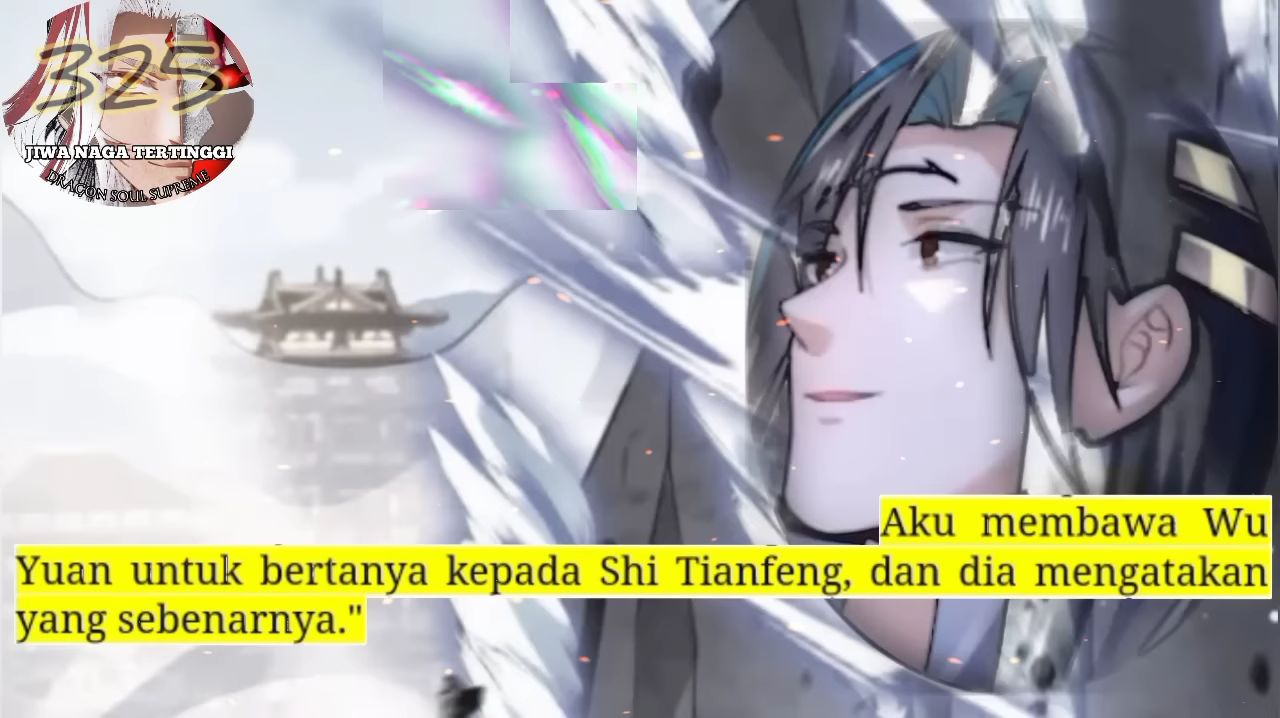 325
JIWA NAGA TERTINGGI
DRAGON SOUL SUPREME
Aku membawa Wu
Yuan untuk bertanya kepada Shi Tianfeng, dan dia mengatakan
yang sebenarnya."